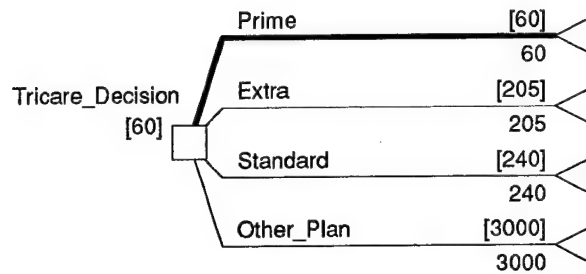 Prime [60]
60
Tricare_Decision
[60]
Extra [205]
205
Standard [240]
240
Other_Plan [3000]
3000